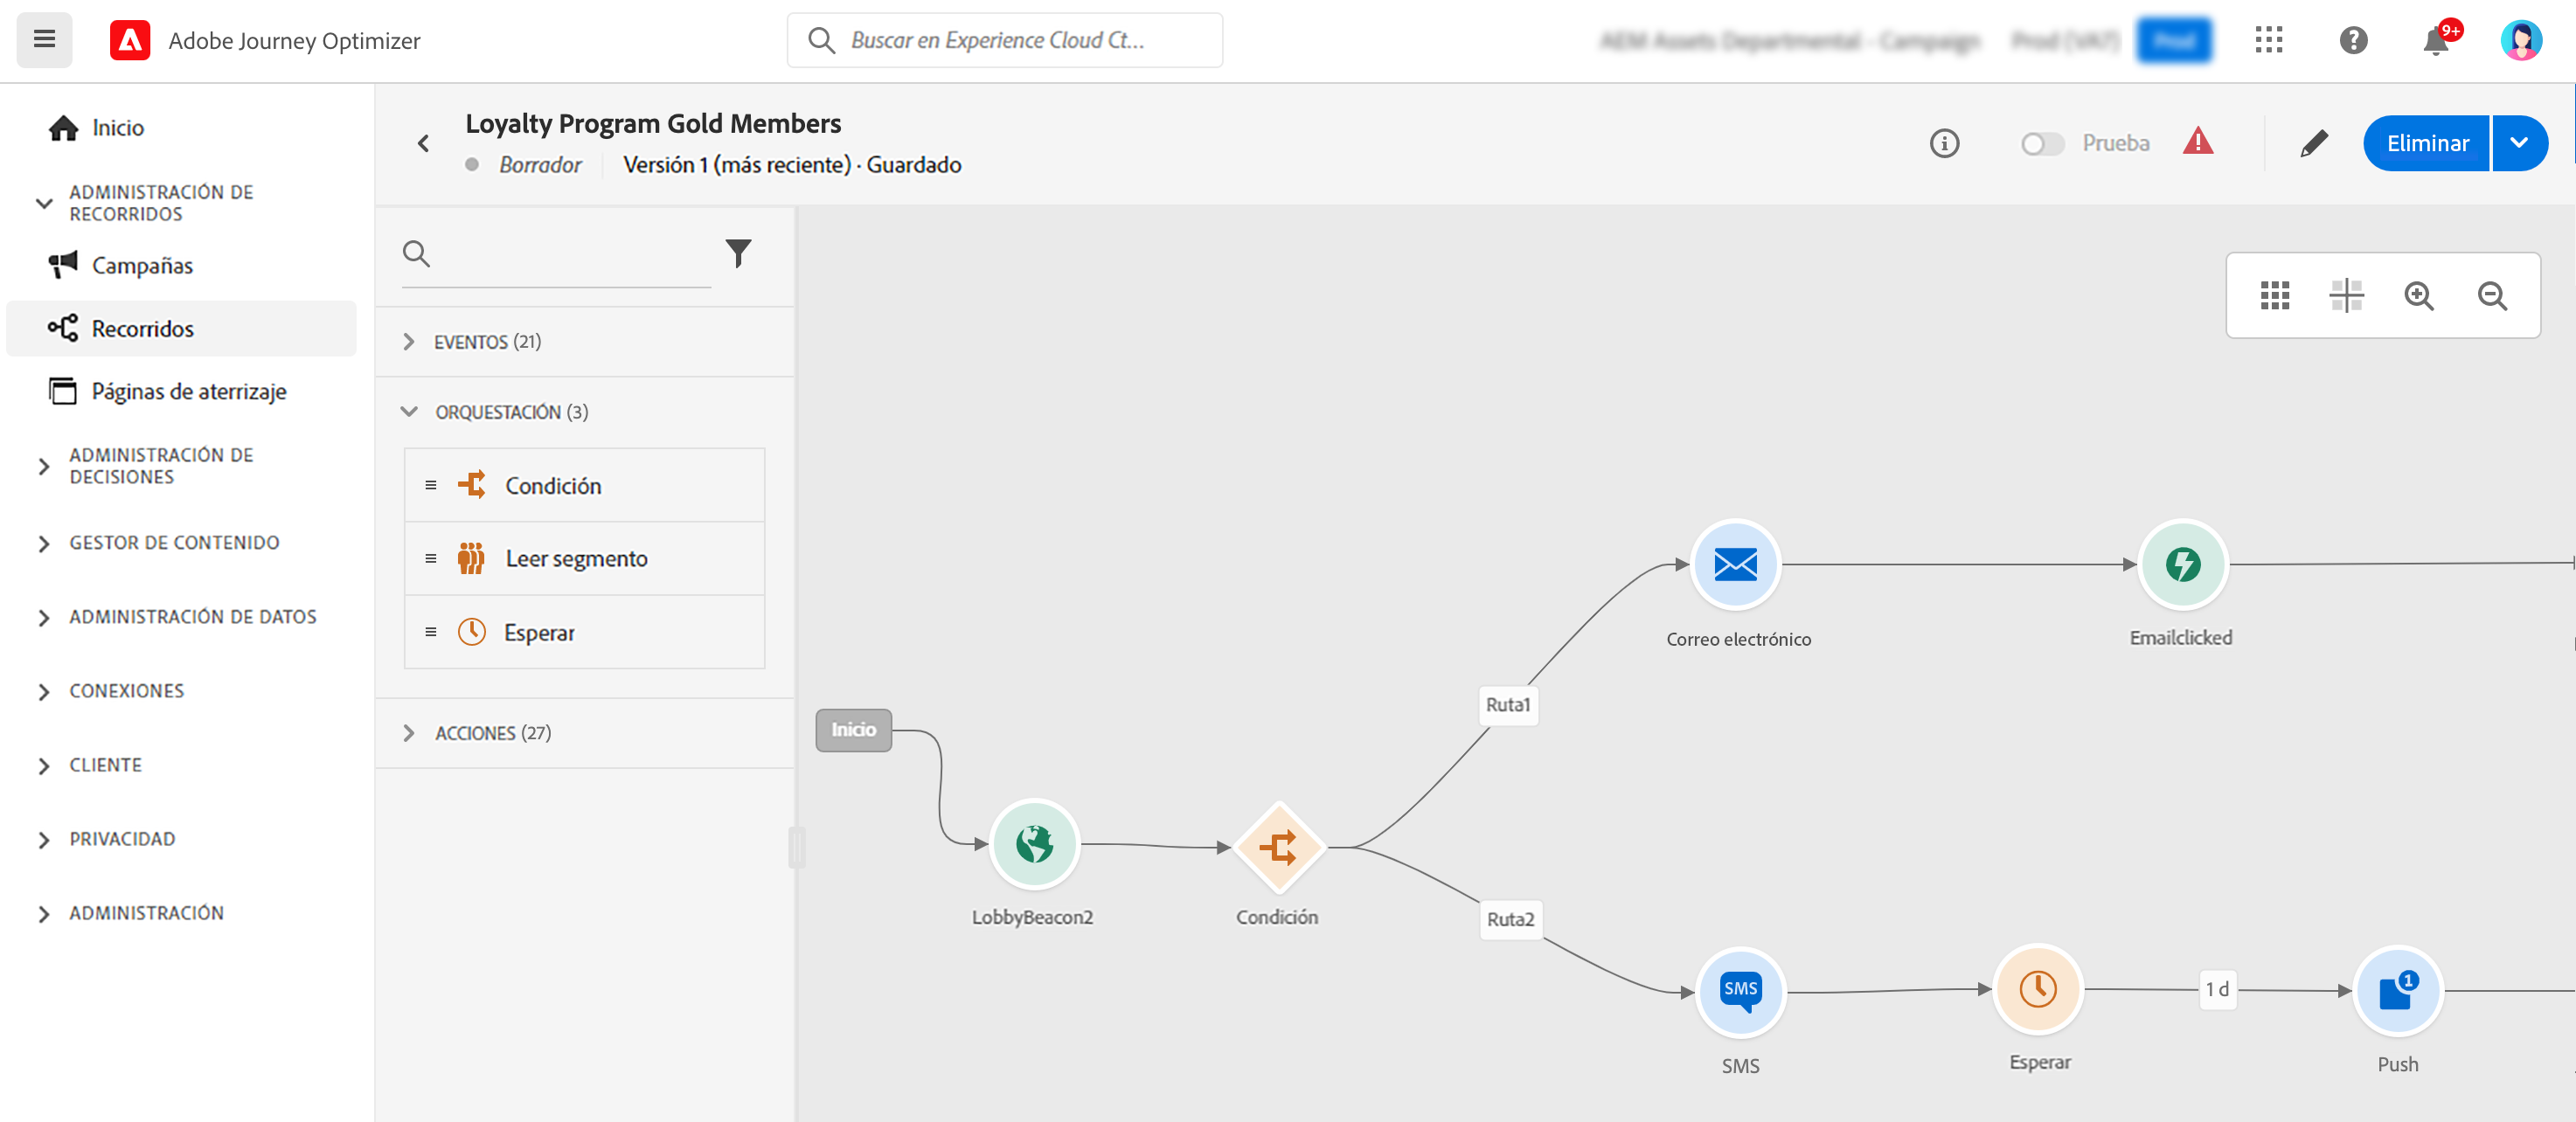 Adobe Journey Optimizer
Buscar en Experience Cloud Ct...
9+
Inicio
ADMINISTRACIÓN DE
RECORRIDOS
Campañas
Recorridos
Páginas de aterrizaje
ADMINISTRACIÓN DE
DECISIONES
GESTOR DE CONTENIDO
ADMINISTRACIÓN DE DATOS
CONEXIONES
CLIENTE
PRIVACIDAD
ADMINISTRACIÓN
Loyalty Program Gold Members
Borrador
Versión 1 (más reciente) · Guardado
Prueba
Eliminar
EVENTOS (21)
ORQUESTACIÓN (3)
Condición
Leer segmento
Esperar
ACCIONES (27)
Inicio
LobbyBeacon2
Condición
Ruta1
Correo electrónico
Emailclicked
Ruta2
SMS
SMS
Esperar
1 d
1
Push